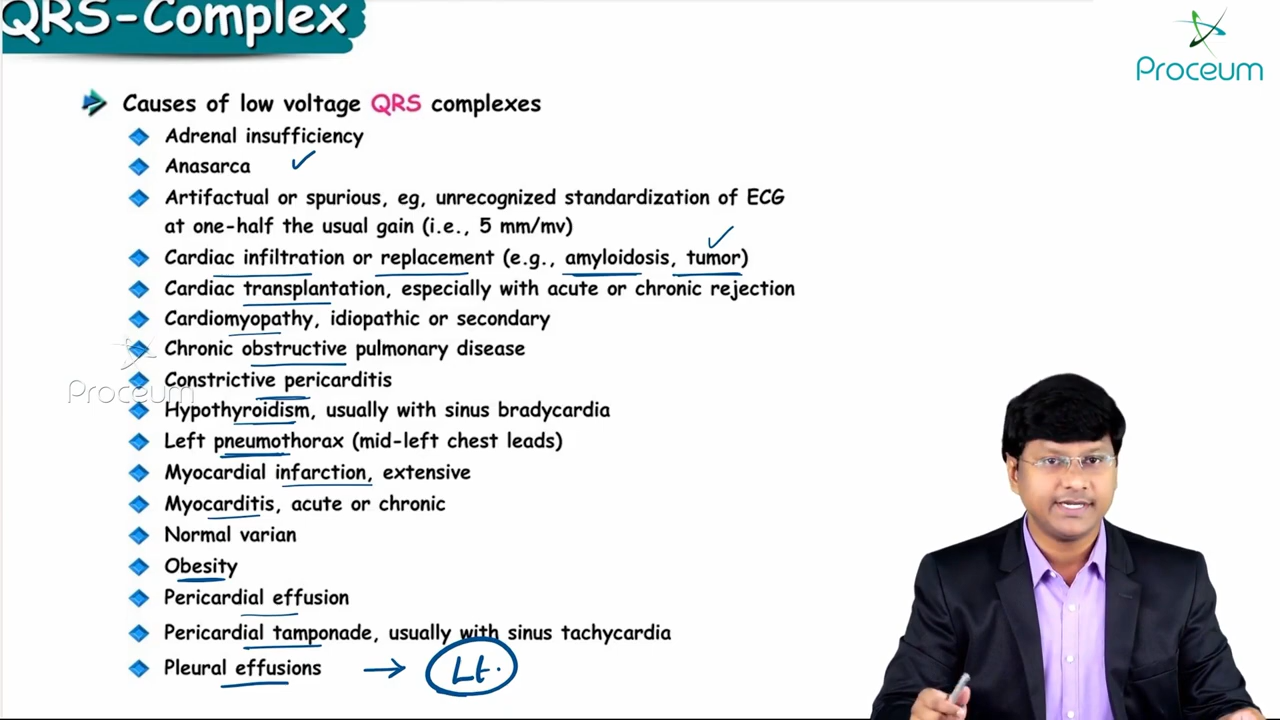 QRS-Complex
Proceum
Causes of low voltage QRS complexes
Adrenal insufficiency
Anasarca
Artifactual or spurious, eg, unrecognized standardization of ECG
at one-half the usual gain (i.e., 5 mm/mv)
Cardiac infiltration or replacement (e.g., amyloidosis, tumor)
Cardiac transplantation, especially with acute or chronic rejection
Cardiomyopathy, idiopathic or secondary
Chronic obstructive pulmonary disease
Constrictive pericarditis
Proceum
Hypothyroidism, usually with sinus bradycardia
Left pneumothorax (mid-left chest leads)
Myocardial infarction, extensive
Myocarditis, acute or chronic
Normal varian
Obesity
Pericardial effusion
Pericardial tamponade, usually with sinus tachycardia
Pleural effusions → Lt.